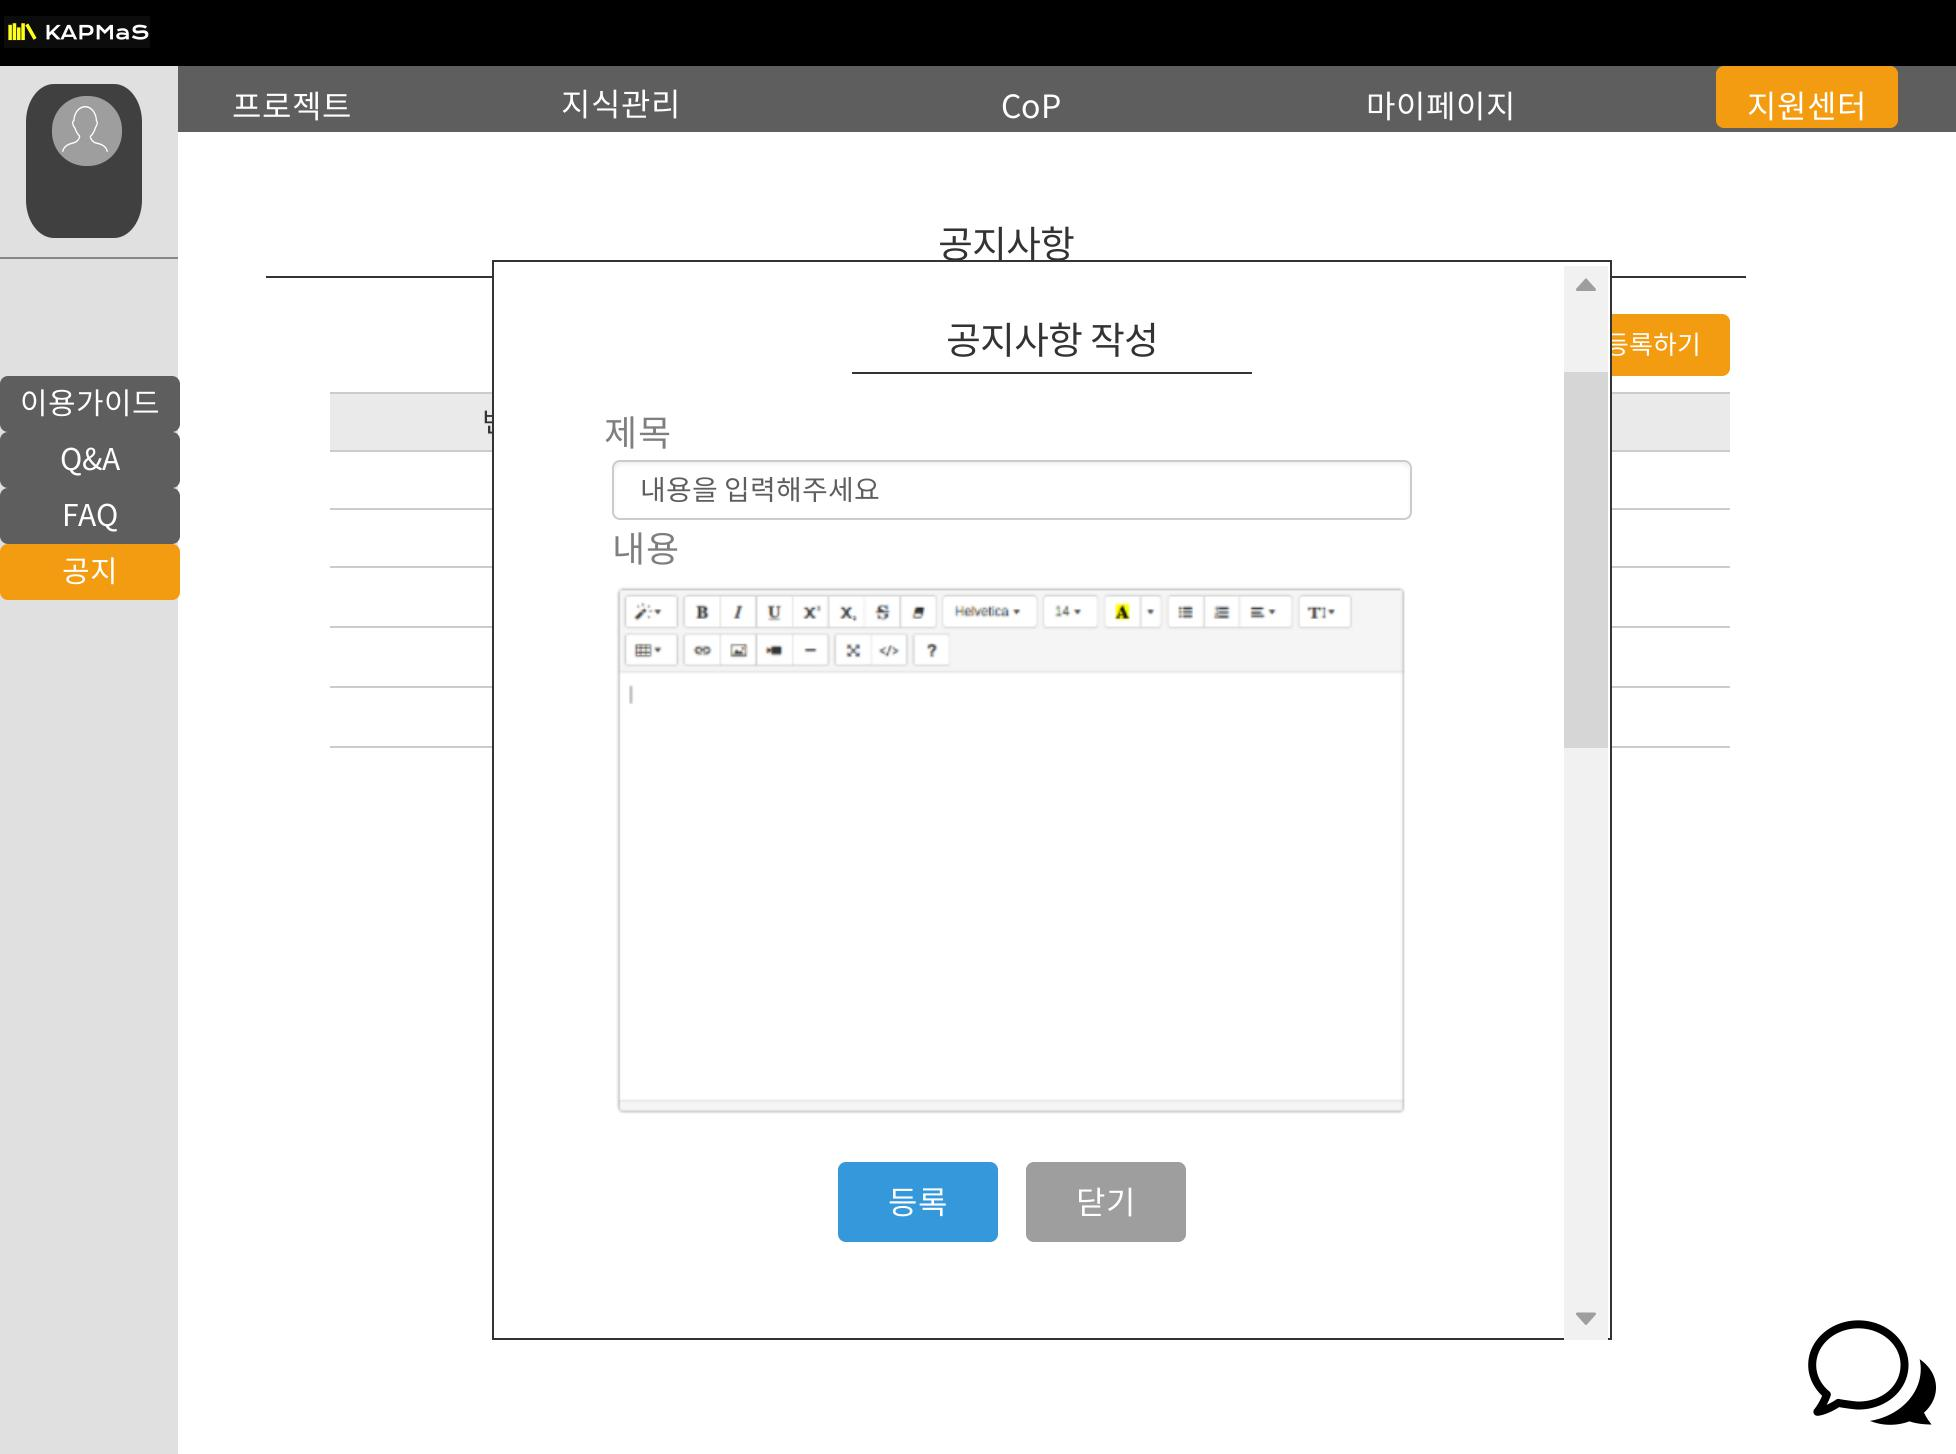 KAPMaS
프로젝트
지식관리
CoP
마이페이지
지원센터
공지사항
등록하기
이용가이드
Q&A
FAQ
공지
공지사항 작성
제목
내용을 입력해주세요
내용
B I U X X S Helvetica 14 A T
</> ?
등록
닫기